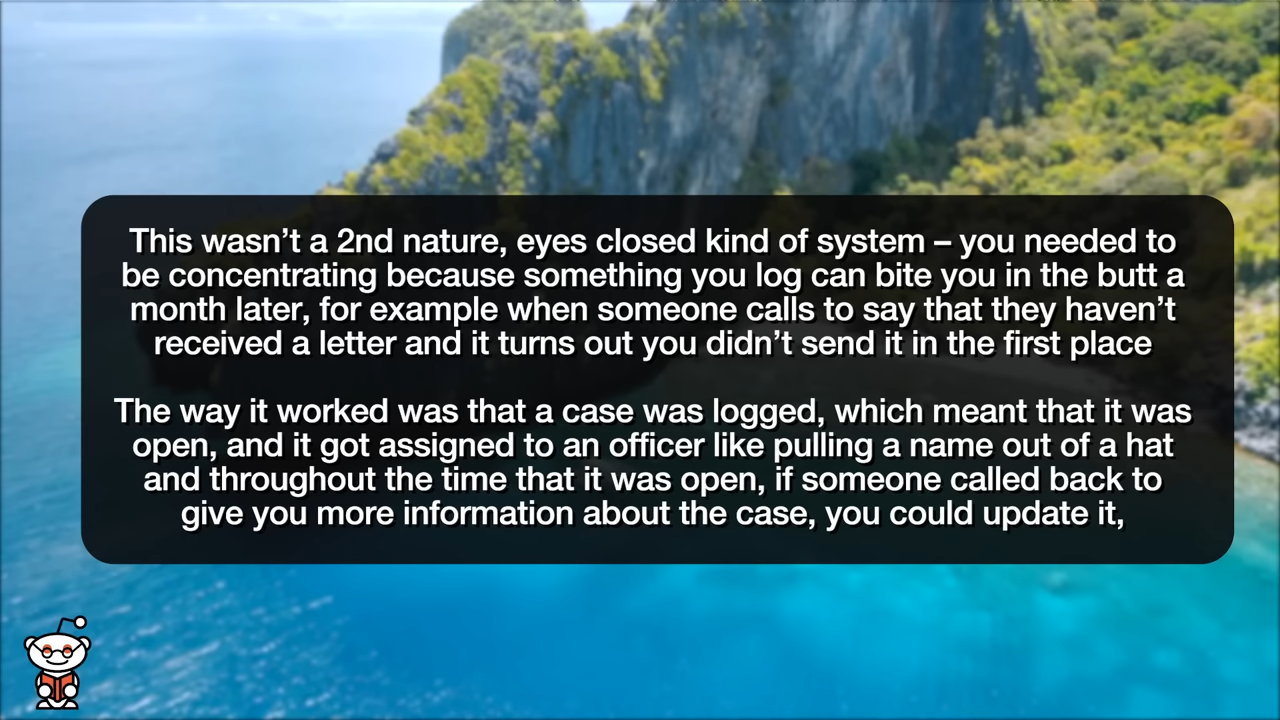 This wasn’t a 2nd nature, eyes closed kind of system – you needed to
be concentrating because something you log can bite you in the butt a
month later, for example when someone calls to say that they haven’t
received a letter and it turns out you didn’t send it in the first place
The way it worked was that a case was logged, which meant that it was
open, and it got assigned to an officer like pulling a name out of a hat
and throughout the time that it was open, if someone called back to
give you more information about the case, you could update it,